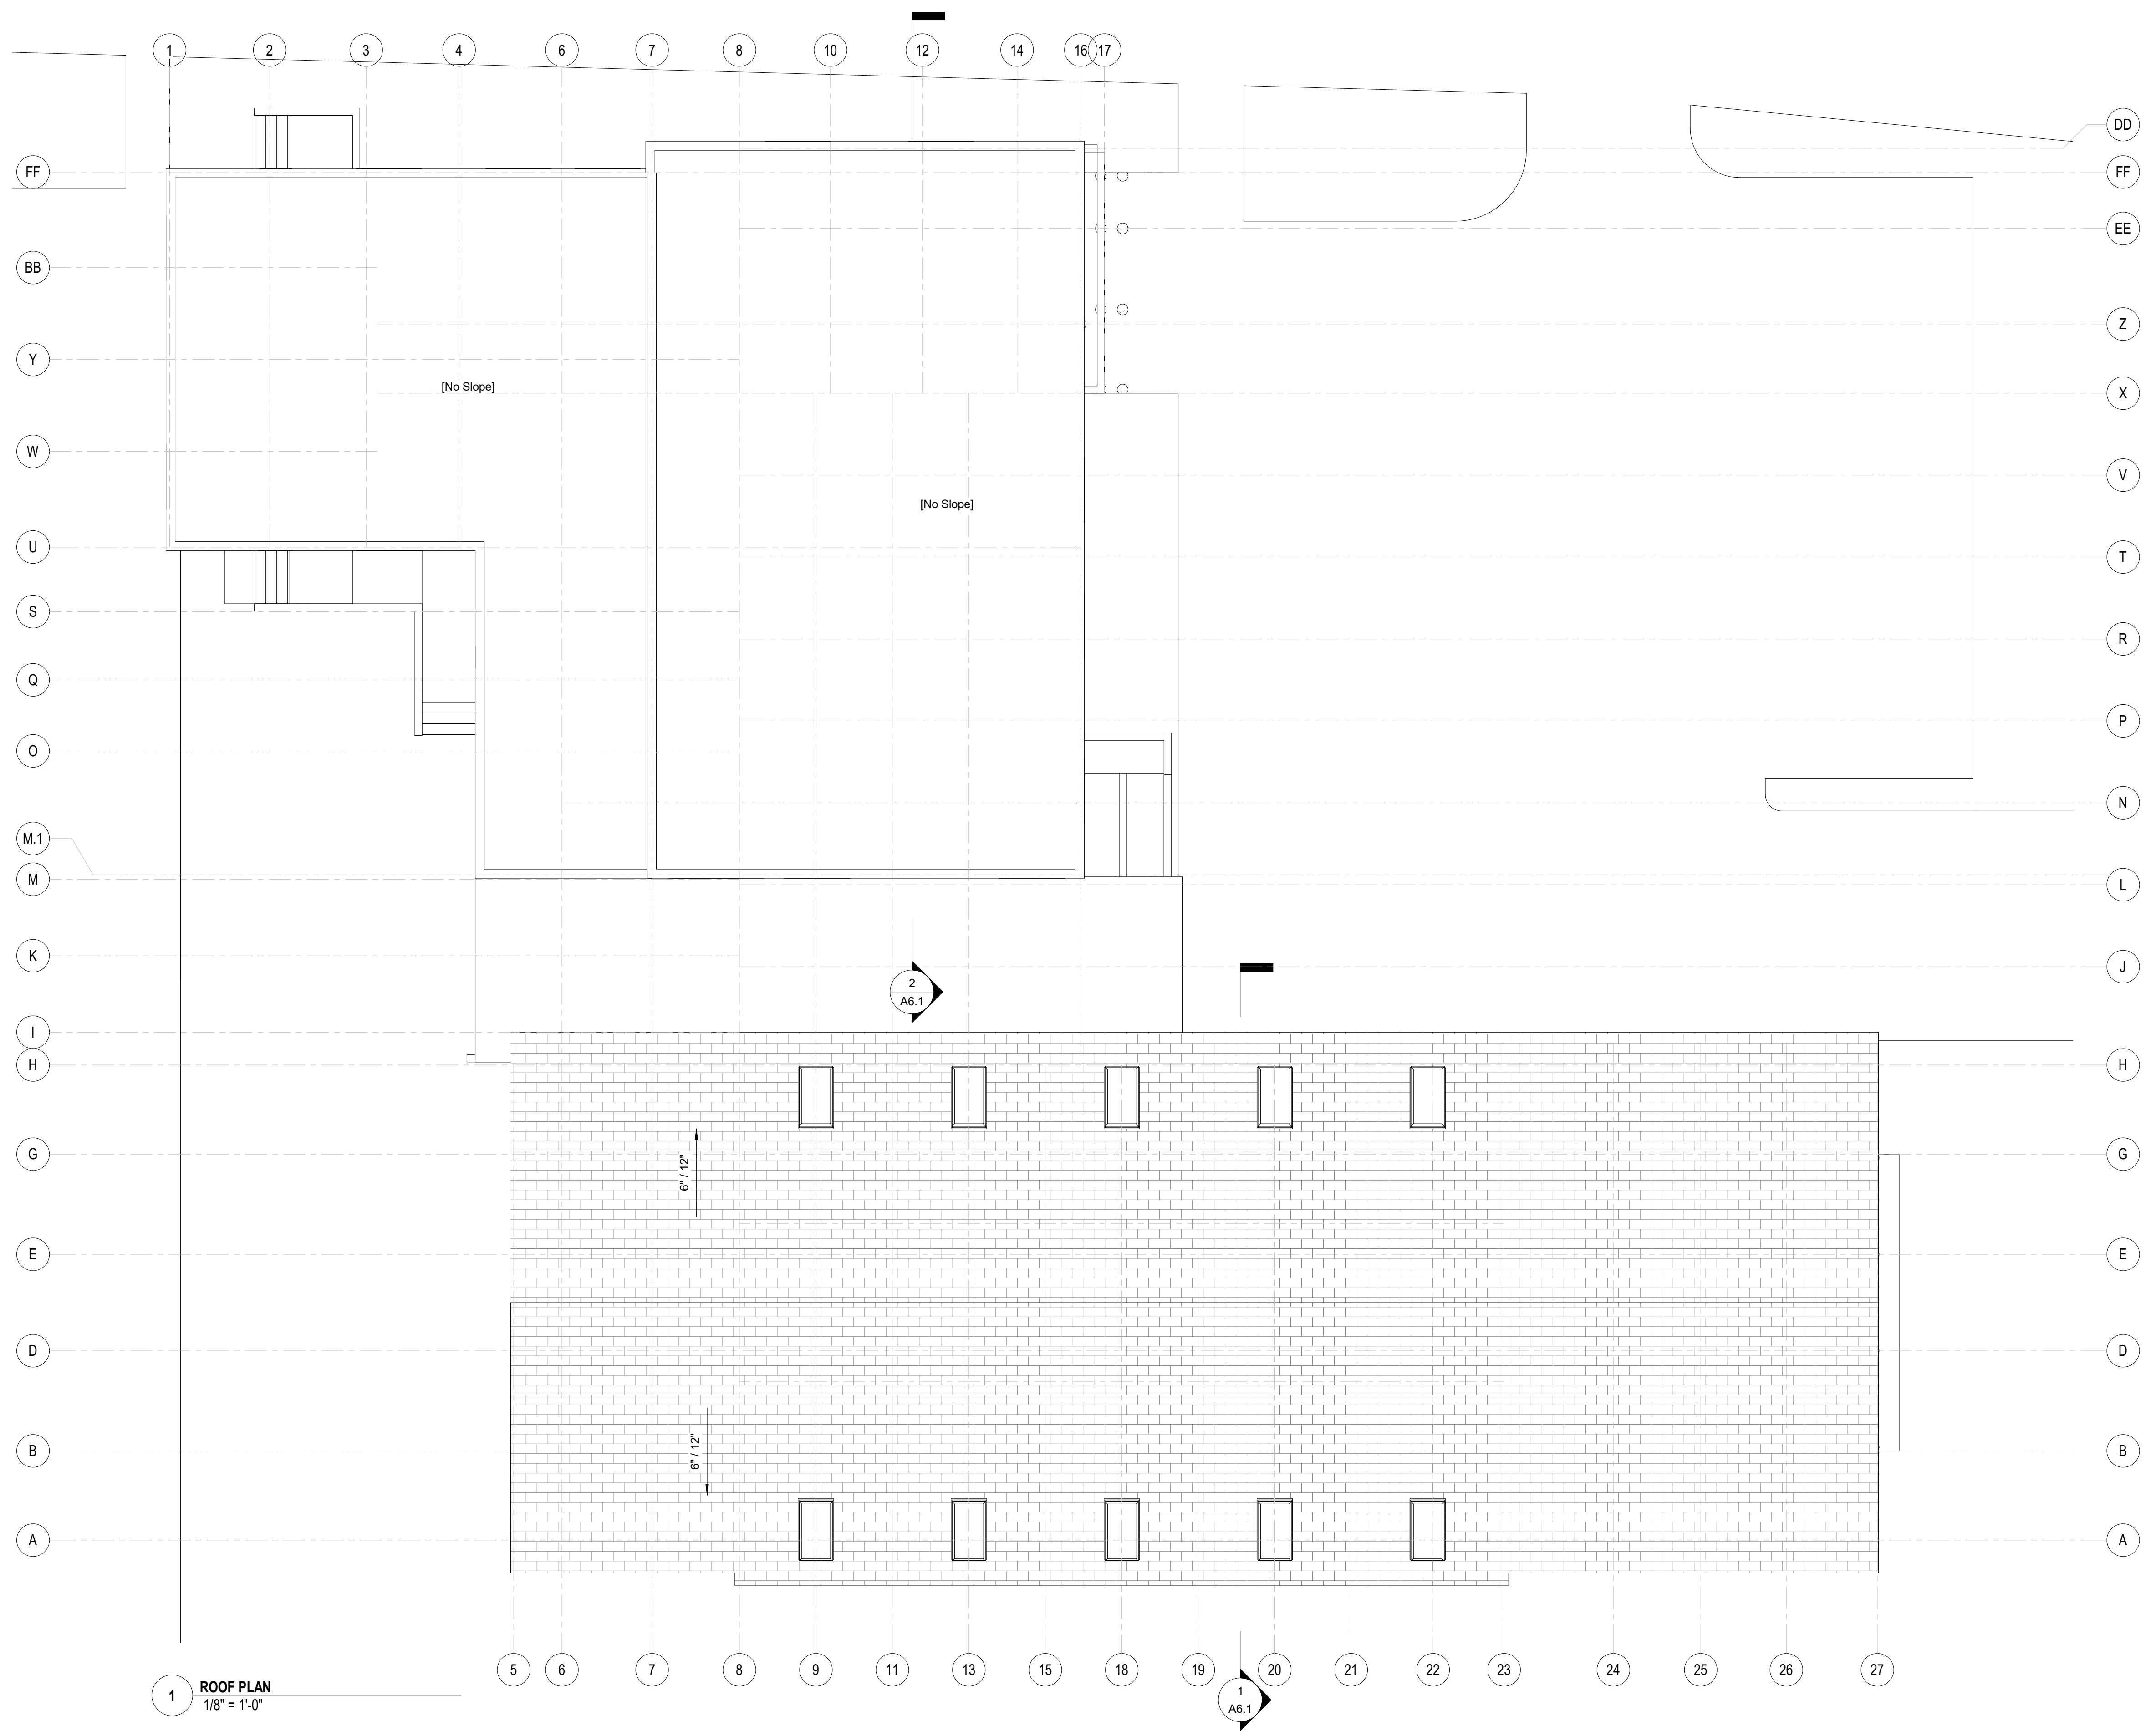 1 2 3 4 6 7 8 10 12 14 16 17
DD
FF FF
EE
BB
Z
Y
[No Slope]
X
W
V
[No Slope]
U
T
S
R
Q
P
O
N
M.1
M
L
K
J
2
A6.1
I
H H
G G
6" / 12"
E E
D D
6" / 12"
B B
A A
5 6 7 8 9 11 13 15 18 19 20 21 22 23 24 25 26 27
1
A6.1
1 ROOF PLAN
1/8" = 1'-0"